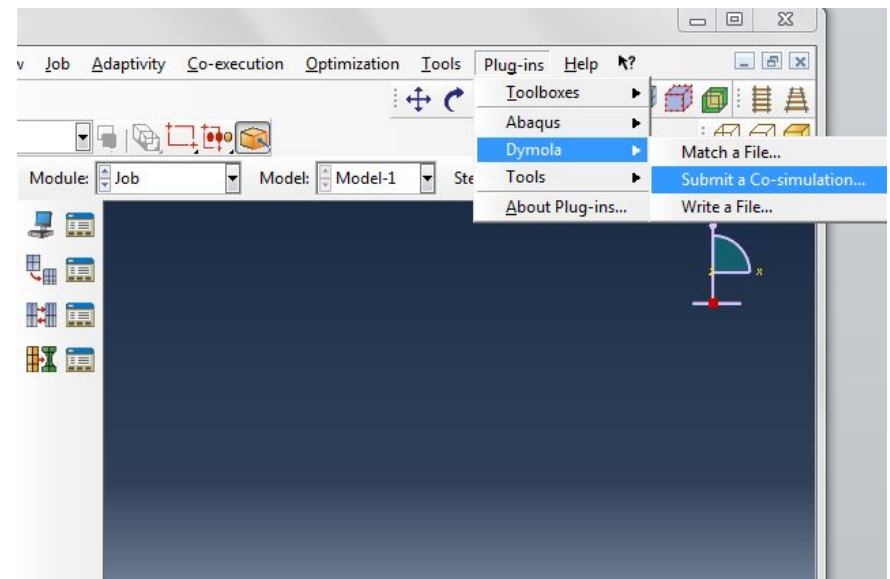 v Job Adaptivity Co-execution Optimization Tools Plug-ins Help ?
Toolboxes
Abaqus
Dymola
Match a File...
Module: Job Model: Model-1 Ste
Tools
Submit a Co-simulation...
About Plug-ins...
Write a File...
x